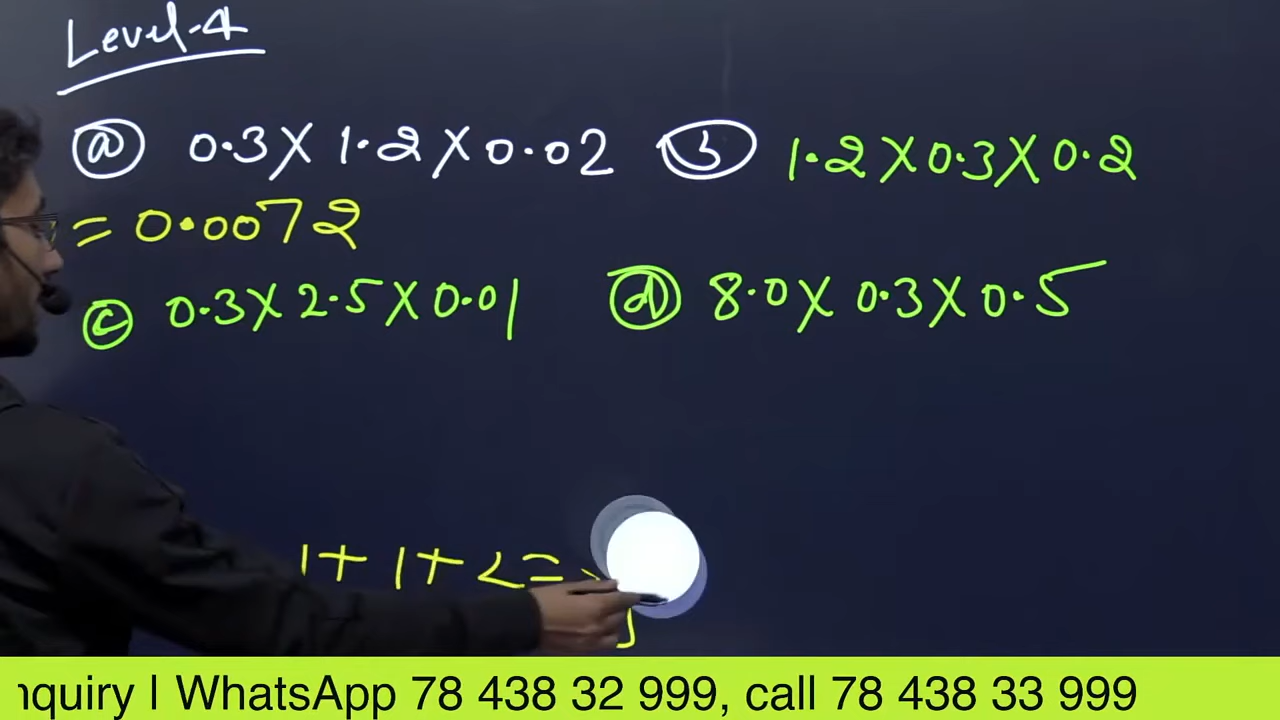 Level-4
(a) 0.3 X 1.2 X 0.02 (b) 1.2 X 0.3 X 0.2
= 0.0072
(c) 0.3 X 2.5 X 0.01 (d) 8.0 X 0.3 X 0.5
1 + 1 + 2 =
nquiry I WhatsApp 78 438 32 999, call 78 438 33 999